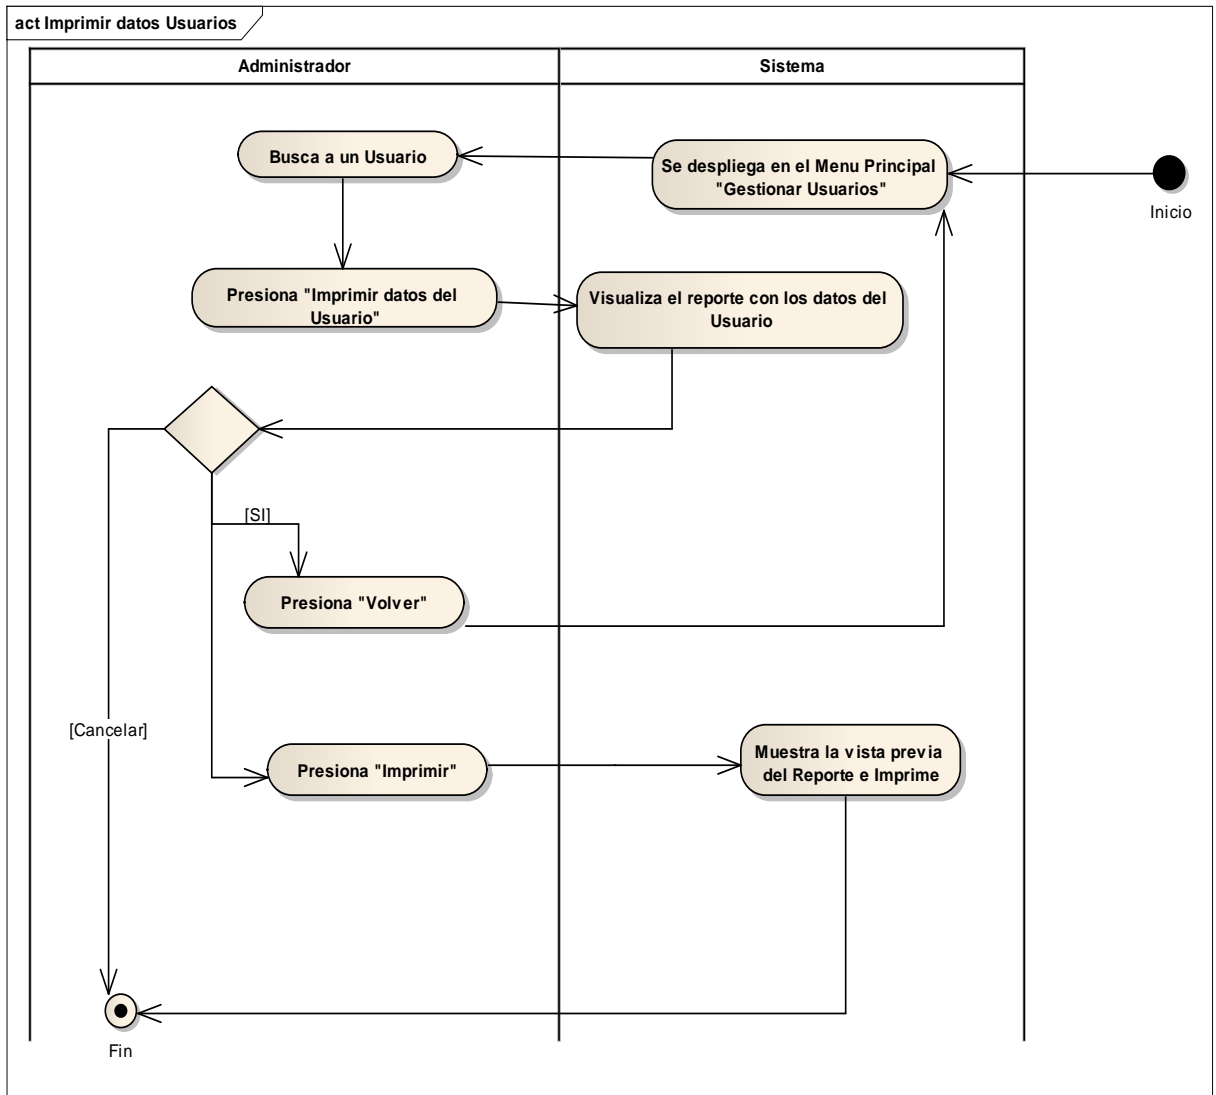 act Imprimir datos Usuarios
Administrador
Sistema
Busca a un Usuario
Se despliega en el Menu Principal
"Gestionar Usuarios"
Inicio
Presiona "Imprimir datos del
Usuario"
Visualiza el reporte con los datos del
Usuario
[SI]
Presiona "Volver"
[Cancelar]
Presiona "Imprimir"
Muestra la vista previa
del Reporte e Imprime
Fin